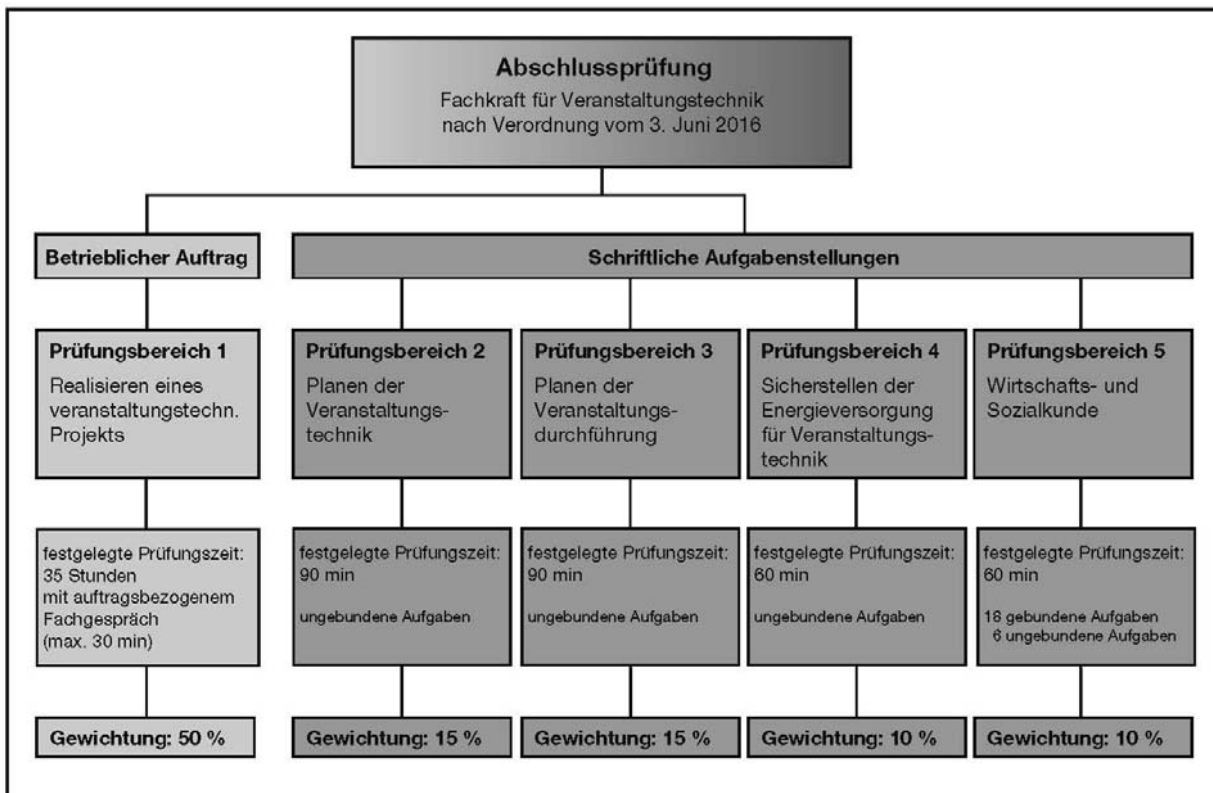 Abschlussprüfung
Fachkraft für Veranstaltungstechnik
nach Verordnung vom 3. Juni 2016
Betrieblicher Auftrag
Schriftliche Aufgabenstellungen
Prüfungsbereich 1
Realisieren eines
veranstaltungstechn.
Projekts
Prüfungsbereich 2
Planen der
Veranstaltungs-
technik
Prüfungsbereich 3
Planen der
Veranstaltungs-
durchführung
Prüfungsbereich 4
Sicherstellen der
Energieversorgung
für Veranstaltungs-
technik
Prüfungsbereich 5
Wirtschafts- und
Sozialkunde
festgelegte Prüfungszeit:
35 Stunden
mit auftragsbezogenem
Fachgespräch
(max. 30 min)
festgelegte Prüfungszeit:
90 min
ungebundene Aufgaben
festgelegte Prüfungszeit:
90 min
ungebundene Aufgaben
festgelegte Prüfungszeit:
60 min
ungebundene Aufgaben
festgelegte Prüfungszeit:
60 min
18 gebundene Aufgaben
6 ungebundene Aufgaben
Gewichtung: 50 %
Gewichtung: 15 %
Gewichtung: 15 %
Gewichtung: 10 %
Gewichtung: 10 %